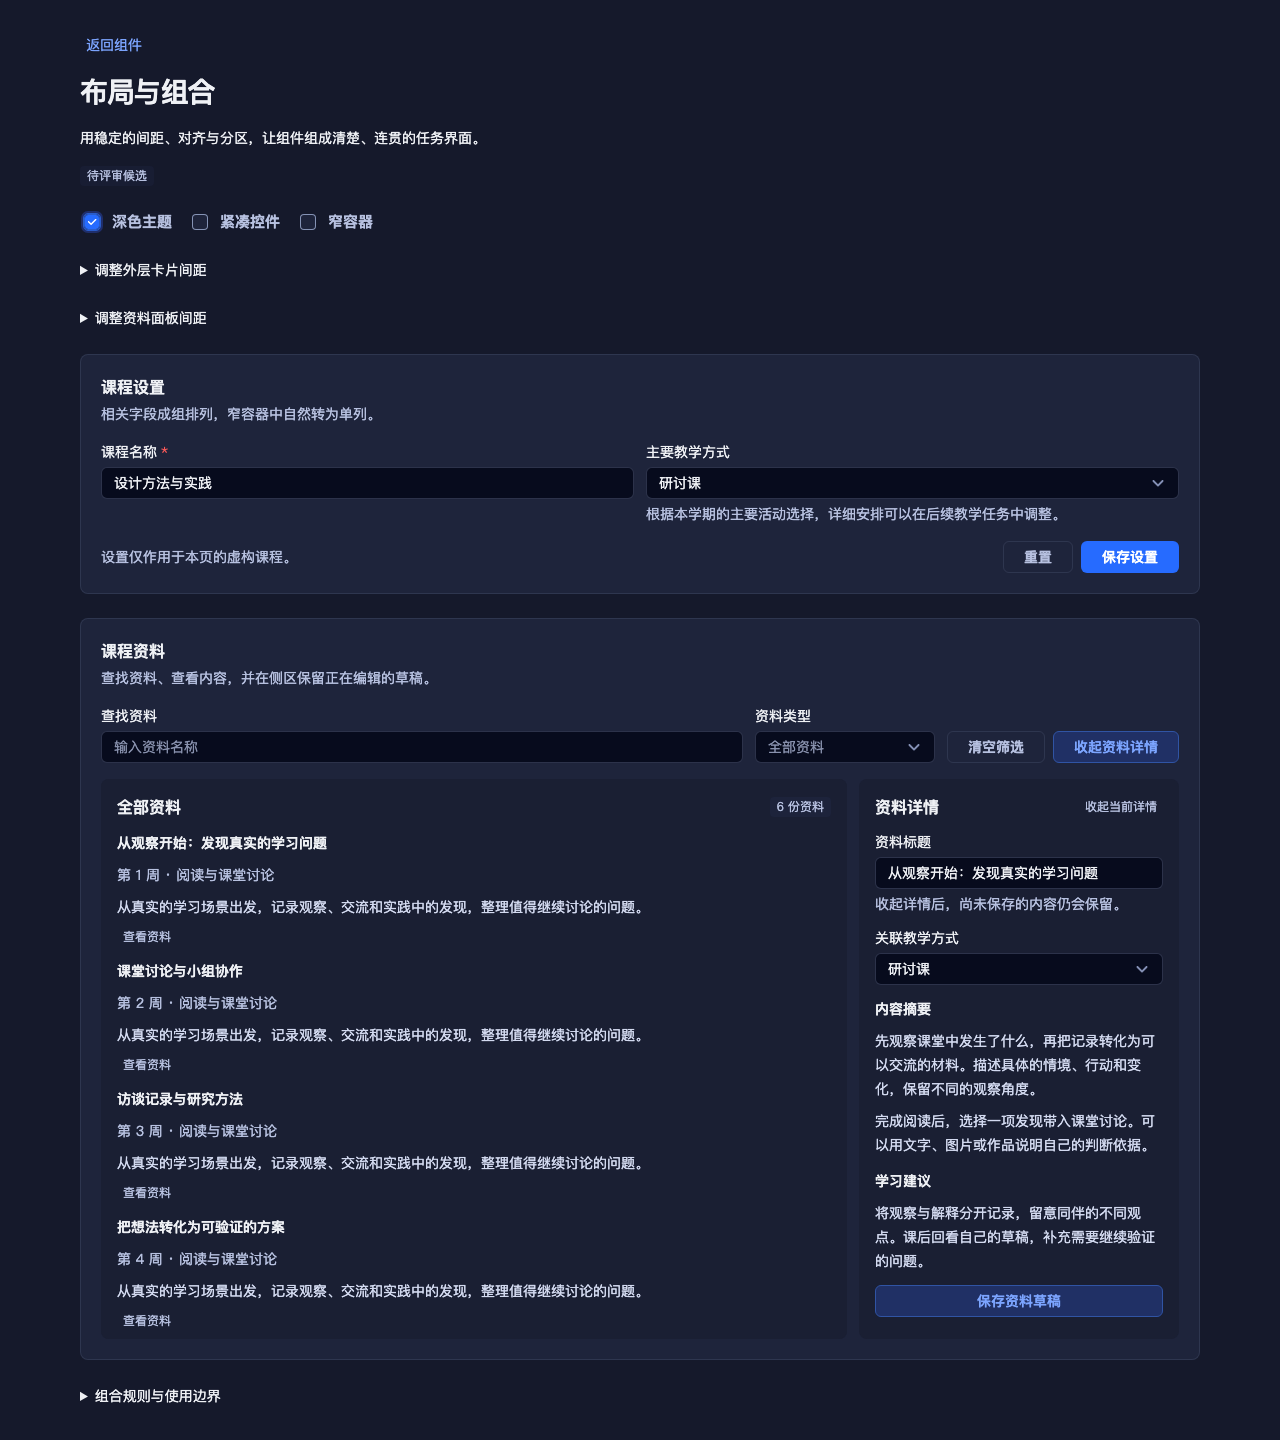 返回组件
布局与组合
用稳定的间距、对齐与分区，让组件组成清楚、连贯的任务界面。
待评审候选
深色主题 紧凑控件 窄容器
调整外层卡片间距
调整资料面板间距
课程设置
相关字段成组排列，窄容器中自然转为单列。
课程名称 * 主要教学方式
设计方法与实践 研讨课
根据本学期的主要活动选择，详细安排可以在后续教学任务中调整。
设置仅作用于本页的虚构课程。 重置 保存设置
课程资料
查找资料、查看内容，并在侧区保留正在编辑的草稿。
查找资料 资料类型
输入资料名称 全部资料 清空筛选 收起资料详情
全部资料 6 份资料
从观察开始：发现真实的学习问题
第 1 周 · 阅读与课堂讨论
从真实的学习场景出发，记录观察、交流和实践中的发现，整理值得继续讨论的问题。
查看资料
课堂讨论与小组协作
第 2 周 · 阅读与课堂讨论
从真实的学习场景出发，记录观察、交流和实践中的发现，整理值得继续讨论的问题。
查看资料
访谈记录与研究方法
第 3 周 · 阅读与课堂讨论
从真实的学习场景出发，记录观察、交流和实践中的发现，整理值得继续讨论的问题。
查看资料
把想法转化为可验证的方案
第 4 周 · 阅读与课堂讨论
从真实的学习场景出发，记录观察、交流和实践中的发现，整理值得继续讨论的问题。
查看资料
资料详情 收起当前详情
资料标题
从观察开始：发现真实的学习问题
收起详情后，尚未保存的内容仍会保留。
关联教学方式
研讨课
内容摘要
先观察课堂中发生了什么，再把记录转化为可
以交流的材料。描述具体的情境、行动和变
化，保留不同的观察角度。
完成阅读后，选择一项发现带入课堂讨论。可
以用文字、图片或作品说明自己的判断依据。
学习建议
将观察与解释分开记录，留意同伴的不同观
点。课后回看自己的草稿，补充需要继续验证
的问题。
保存资料草稿
组合规则与使用边界